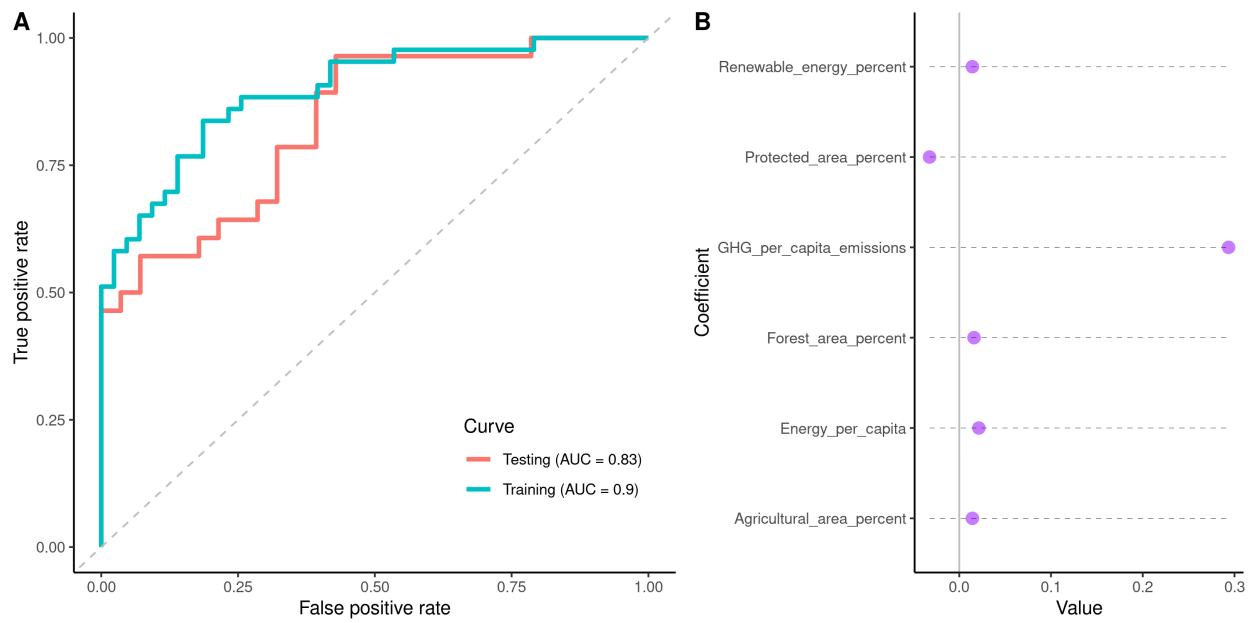 A
True positive rate
1.00
0.75
0.50
0.25
0.00
0.00 0.25 0.50 0.75 1.00
False positive rate
Curve
Testing (AUC = 0.83)
Training (AUC = 0.9)
B
Coefficient
Renewable_energy_percent
Protected_area_percent
GHG_per_capita_emissions
Forest_area_percent
Energy_per_capita
Agricultural_area_percent
0.0 0.1 0.2 0.3
Value